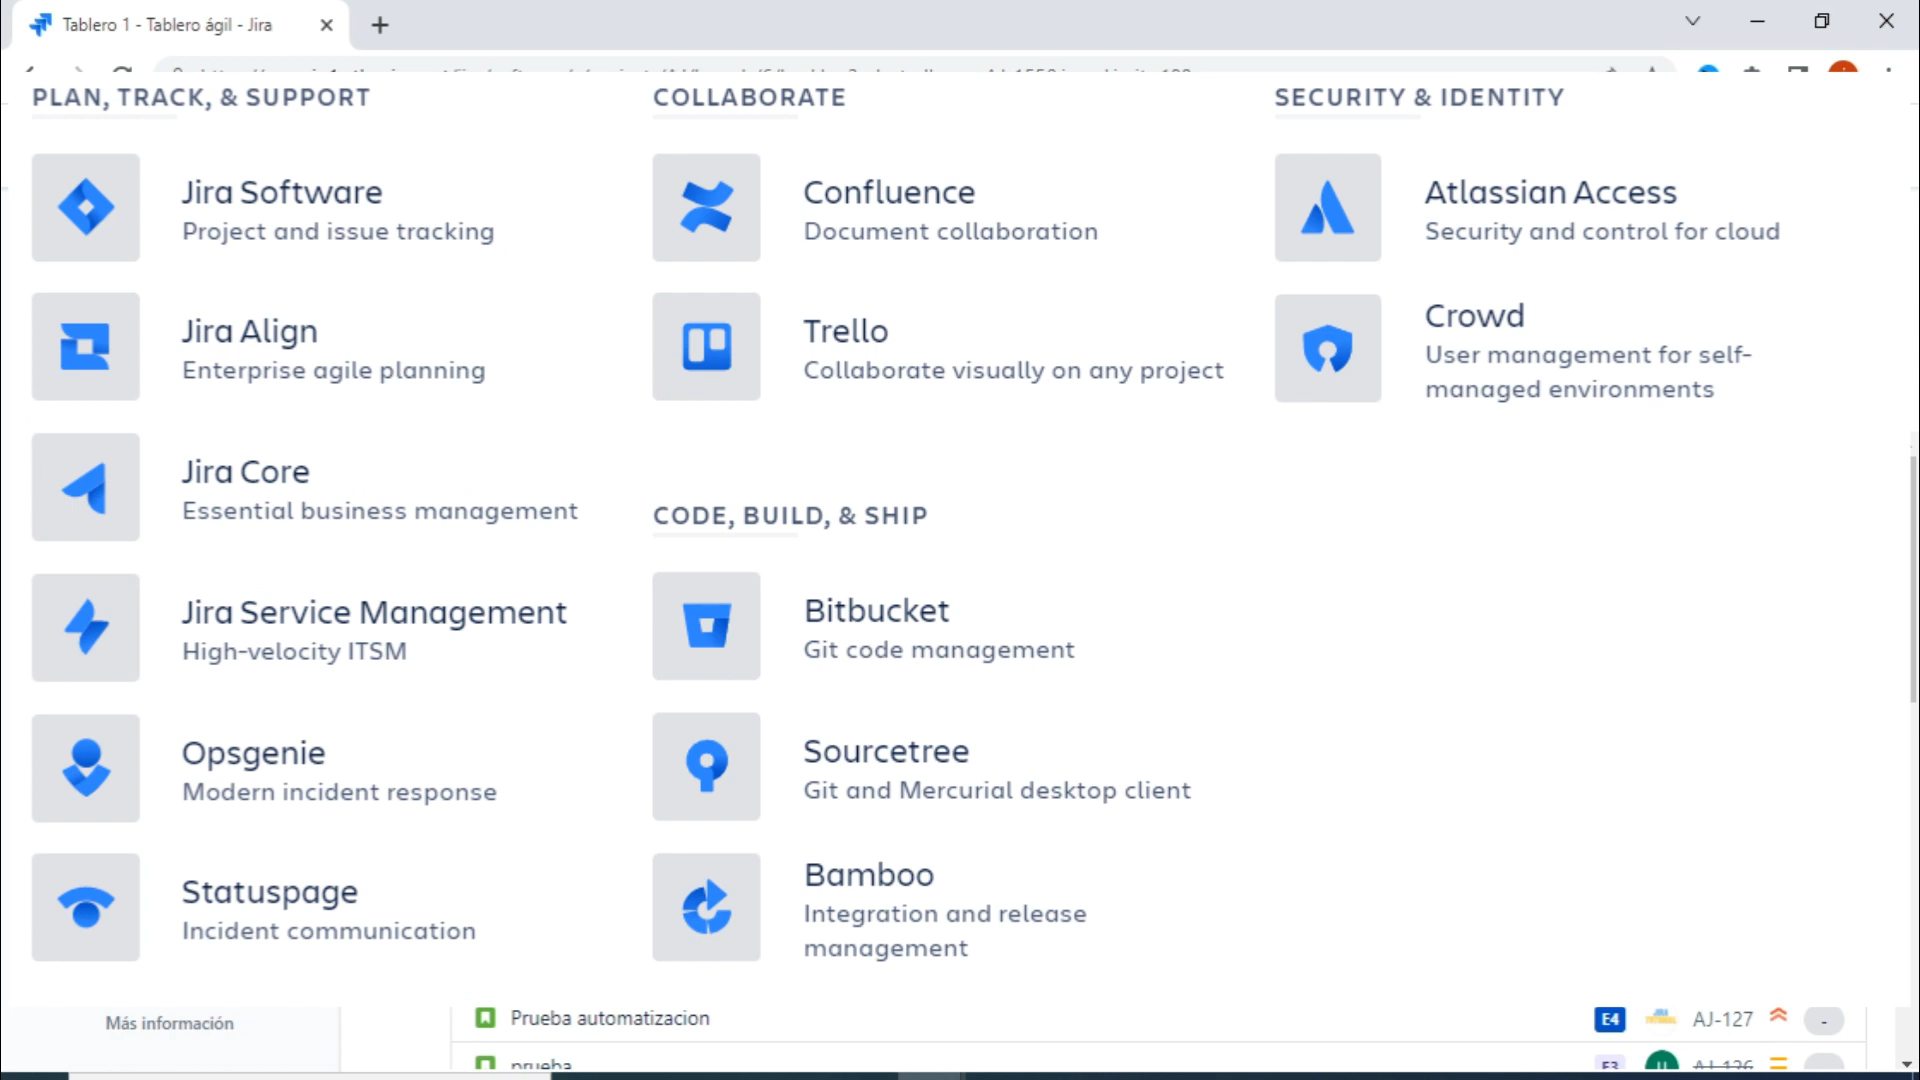 Tablero 1 - Tablero ágil - Jira
PLAN, TRACK, & SUPPORT
Jira Software
Project and issue tracking
Jira Align
Enterprise agile planning
Jira Core
Essential business management
Jira Service Management
High-velocity ITSM
Opsgenie
Modern incident response
Statuspage
Incident communication
COLLABORATE
Confluence
Document collaboration
Trello
Collaborate visually on any project
CODE, BUILD, & SHIP
Bitbucket
Git code management
Sourcetree
Git and Mercurial desktop client
Bamboo
Integration and release
management
SECURITY & IDENTITY
Atlassian Access
Security and control for cloud
Crowd
User management for self-
managed environments
Más información
Prueba automatizacion E4 AJ-127 -
prueba E3 AJ-126